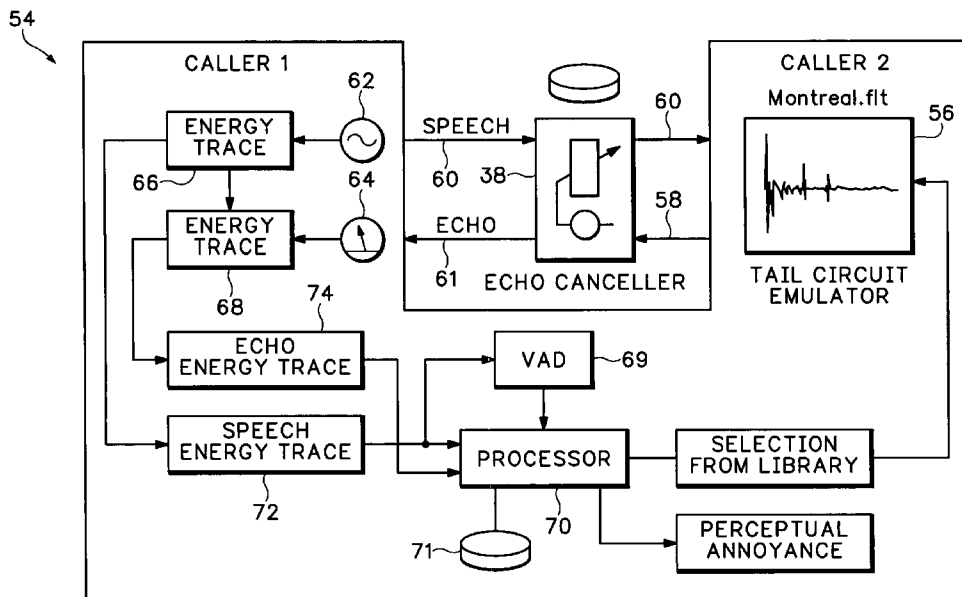 54
CALLER 1
CALLER 2
62
ENERGY
TRACE
66
SPEECH
60
38
60
Montreal.flt
56
64
ENERGY
TRACE
68
ECHO
61
58
ECHO CANCELLER
TAIL CIRCUIT
EMULATOR
74
ECHO
ENERGY TRACE
VAD
69
SPEECH
ENERGY TRACE
72
PROCESSOR
70
71
SELECTION
FROM LIBRARY
PERCEPTUAL
ANNOYANCE